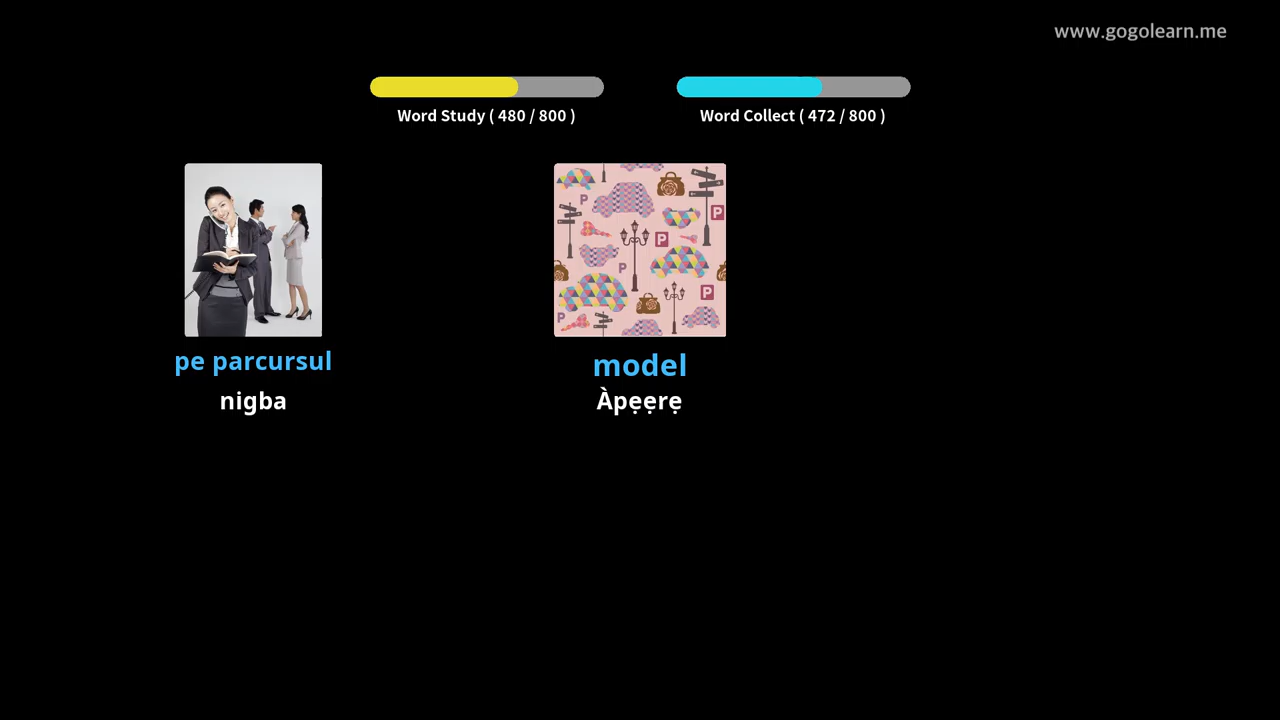 www.gogolearn.me
Word Study ( 480 / 800 )
Word Collect ( 472 / 800 )
P
P
P
P
P
P
pe parcursul
model
nigba
Àpẹẹrẹ